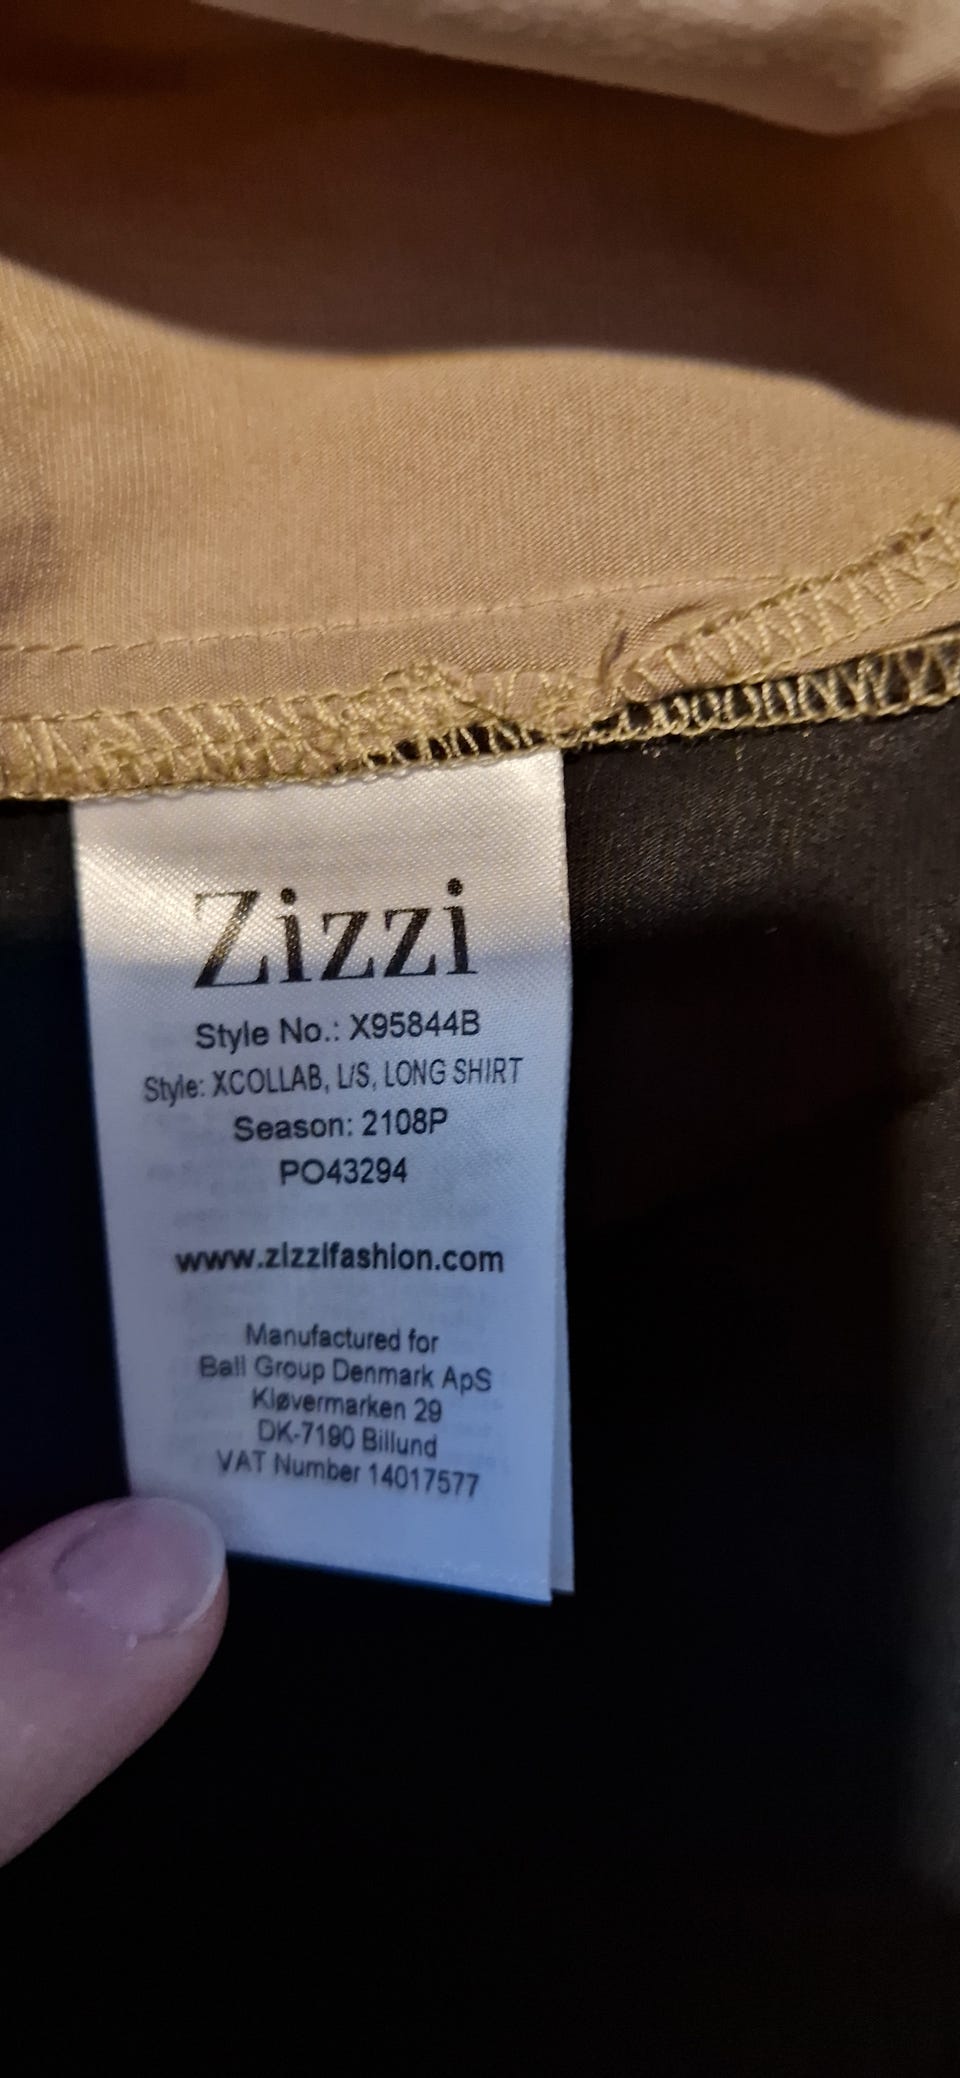 Zizzi
Style No.: X95844B
Style: XCOLLAB, L/S, LONG SHIRT
Season: 2108P
PO43294
www.zizzifashion.com
Manufactured for
Ball Group Denmark ApS
Kløvermarken 29
DK-7190 Billund
VAT Number 14017577